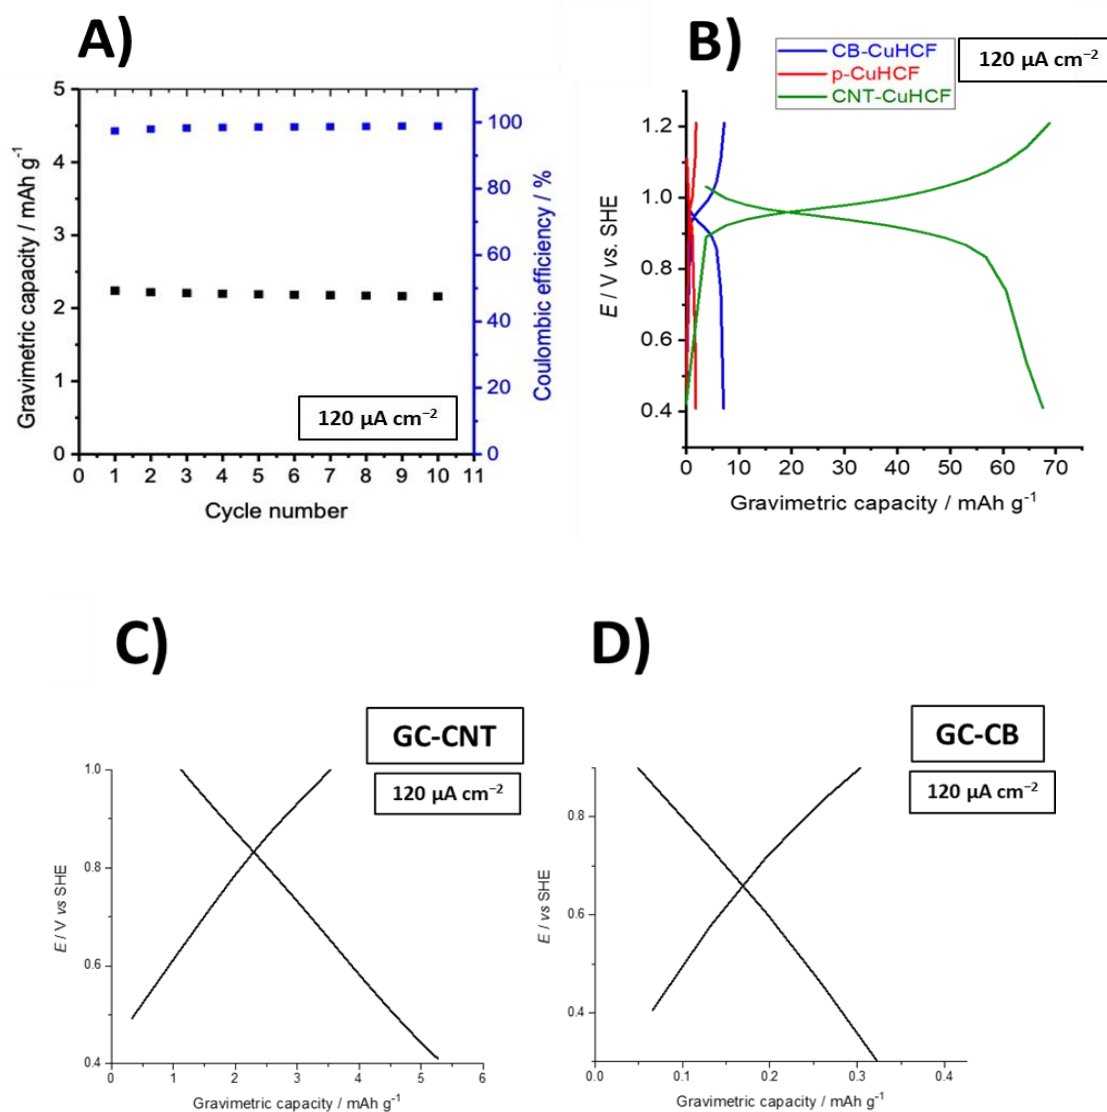 A)
5
4
3
2
1
0
Gravimetric capacity / mAh g⁻¹
100
80
60
40
20
0
Coulombic efficiency / %
120 µA cm⁻²
0 1 2 3 4 5 6 7 8 9 10 11
Cycle number
B)
CB-CuHCF
p-CuHCF
CNT-CuHCF
120 µA cm⁻²
1.2
1.0
0.8
0.6
0.4
E / V vs. SHE
0 10 20 30 40 50 60 70
Gravimetric capacity / mAh g⁻¹
C)
GC-CNT
120 µA cm⁻²
1.0
0.8
0.6
0.4
E / V vs SHE
0 1 2 3 4 5 6
Gravimetric capacity / mAh g⁻¹
D)
GC-CB
120 µA cm⁻²
0.8
0.6
0.4
E / vs SHE
0.0 0.1 0.2 0.3 0.4
Gravimetric capacity / mAh g⁻¹